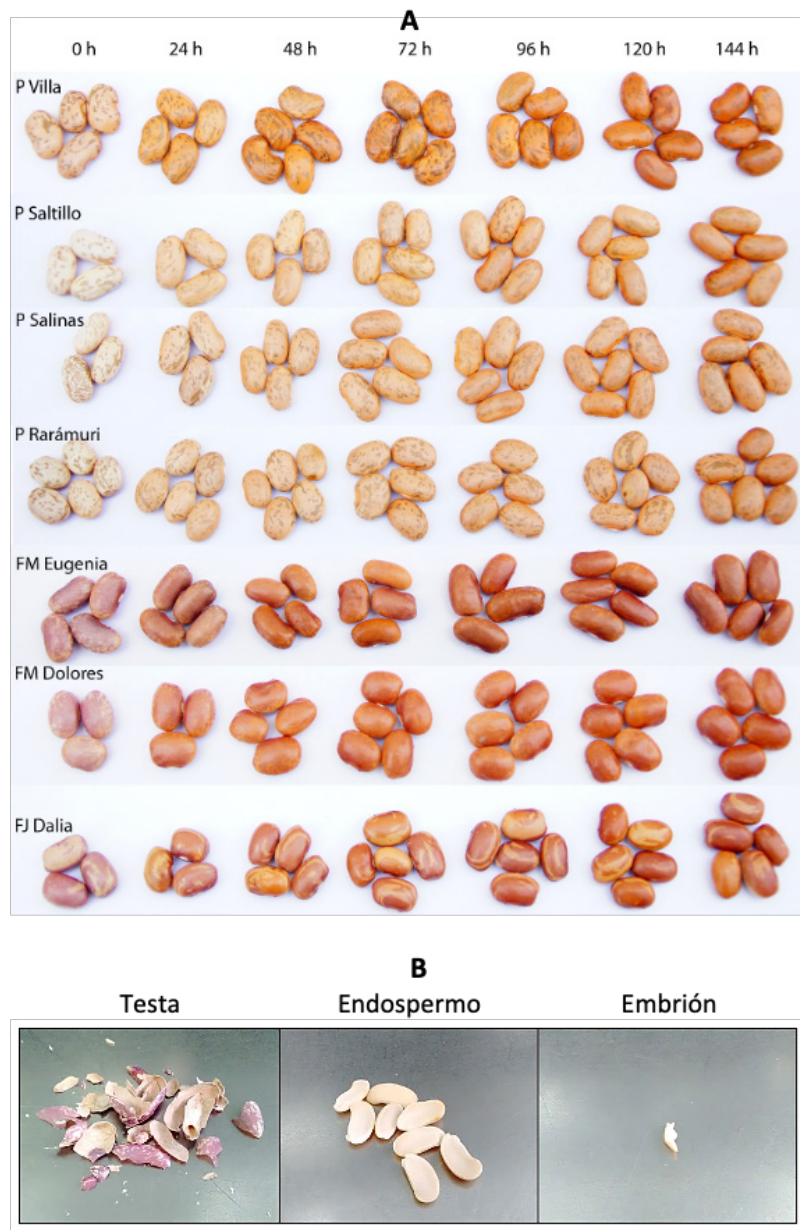 A
0 h 24 h 48 h 72 h 96 h 120 h 144 h
P Villa
P Saltillo
P Salinas
P Rarámuri
FM Eugenia
FM Dolores
FJ Dalia
B
Testa Endospermo Embrión